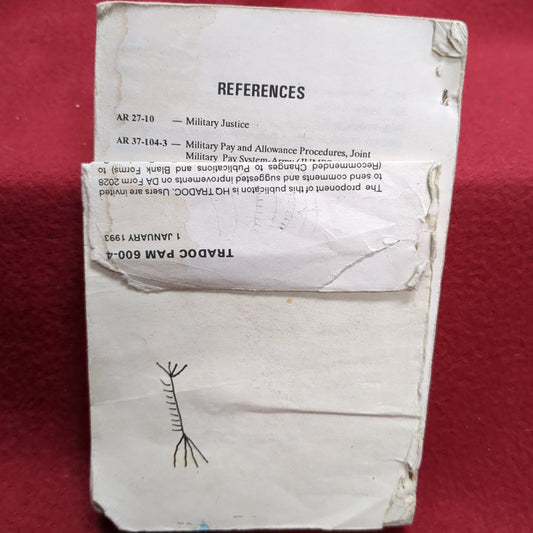 REFERENCES
AR 27-10 — Military Justice
AR 37-104-3 — Military Pay and Allowance Procedures, Joint
Military Pay System-Army
TRADOC PAM 600-4
1 JANUARY 1993
The proponent of this publication is HQ TRADOC. Users are invited
to send comments and suggested improvements on DA Form 2028
(Recommended Changes to Publications and Blank Forms) to